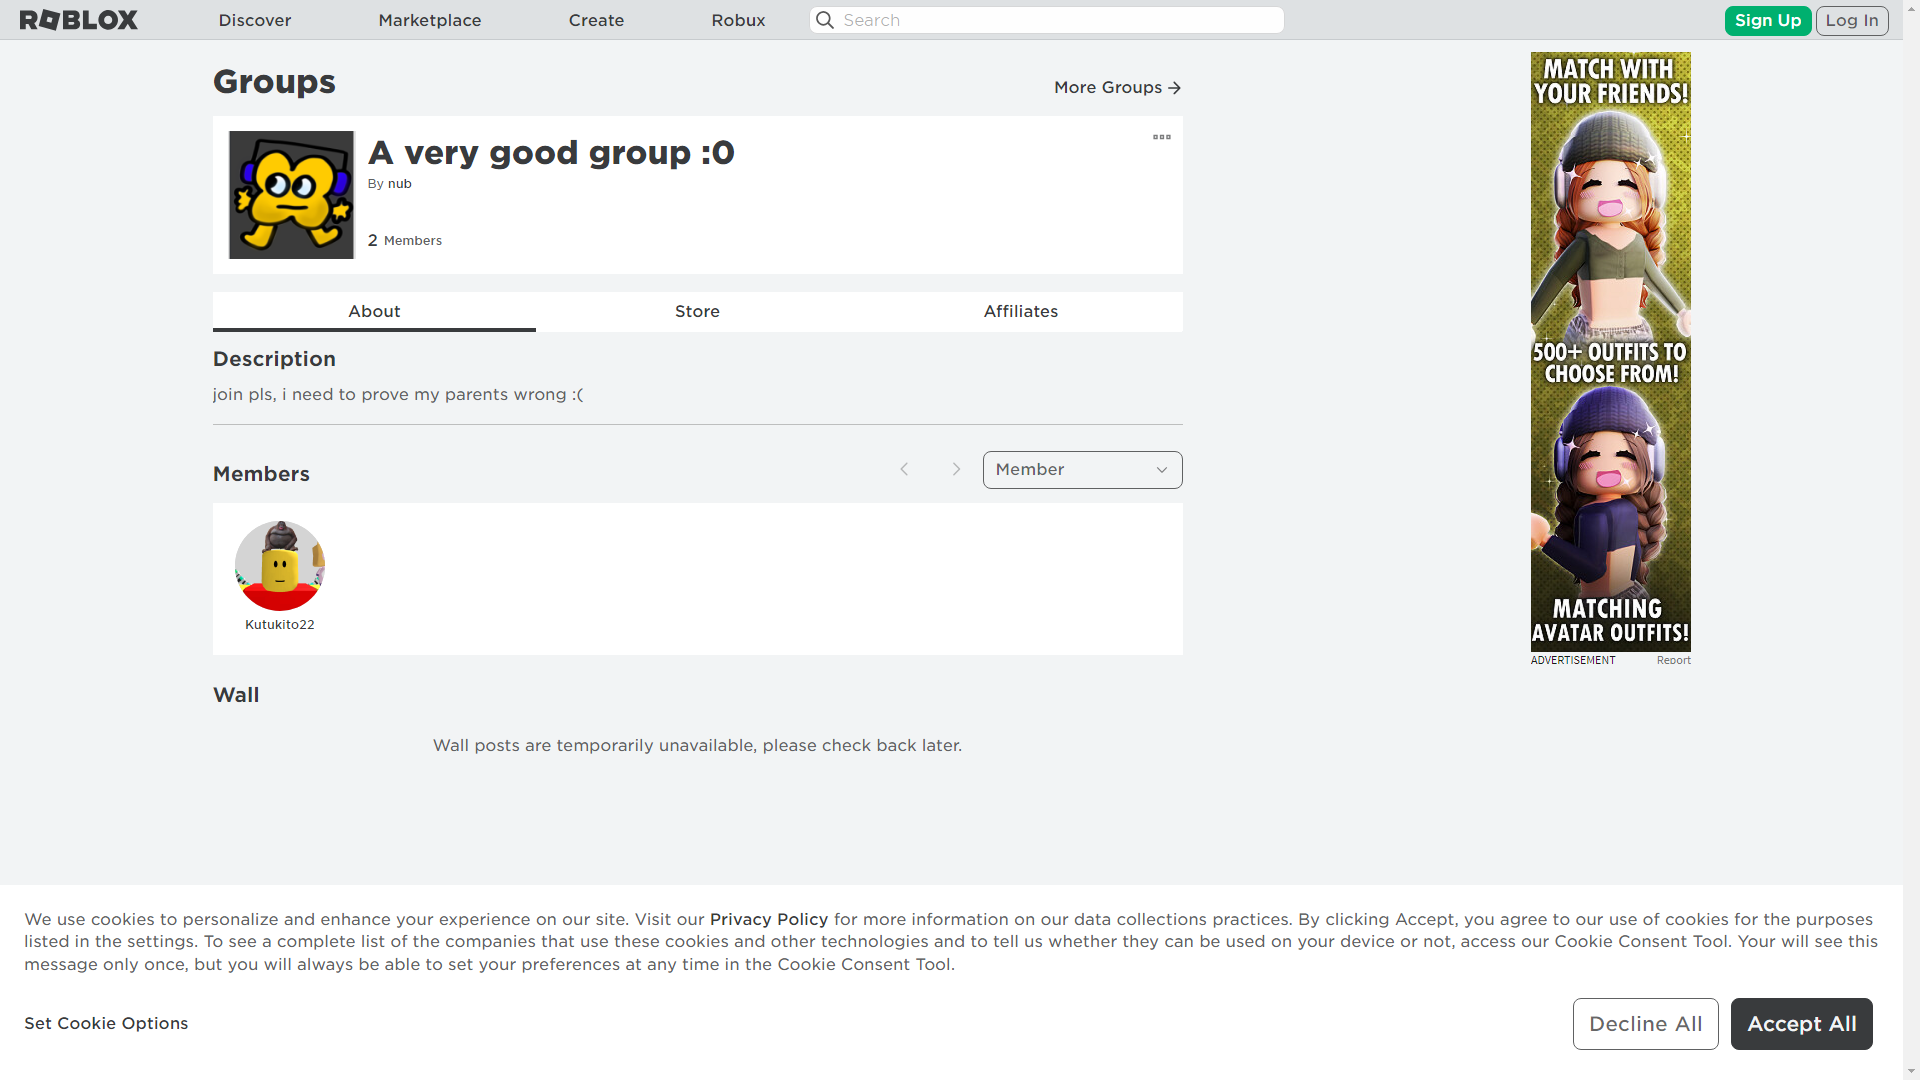 ROBLOX
Discover
Marketplace
Create
Robux
Search
Sign Up
Log In
Groups
More Groups
A very good group :0
By nub
2 Members
About
Store
Affiliates
Description
join pls, i need to prove my parents wrong :(
Members
Member
Kutukito22
Wall
Wall posts are temporarily unavailable, please check back later.
MATCH WITH
YOUR FRIENDS!
500+ OUTFITS TO
CHOOSE FROM!
MATCHING
AVATAR OUTFITS!
ADVERTISEMENT
Report
We use cookies to personalize and enhance your experience on our site. Visit our Privacy Policy for more information on our data collections practices. By clicking Accept, you agree to our use of cookies for the purposes
listed in the settings. To see a complete list of the companies that use these cookies and other technologies and to tell us whether they can be used on your device or not, access our Cookie Consent Tool. Your will see this
message only once, but you will always be able to set your preferences at any time in the Cookie Consent Tool.
Set Cookie Options
Decline All
Accept All